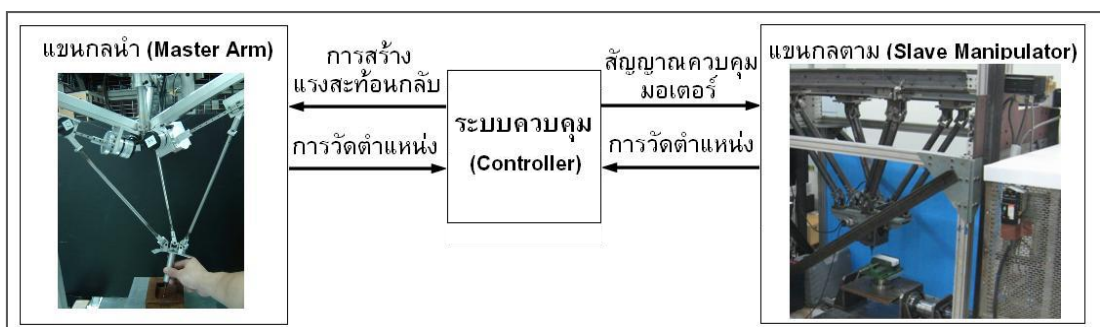 แขนกลนำ (Master Arm)
การสร้าง
แรงสะท้อนกลับ
การวัดตำแหน่ง
ระบบควบคุม
(Controller)
สัญญาณควบคุม
มอเตอร์
การวัดตำแหน่ง
แขนกลตาม (Slave Manipulator)